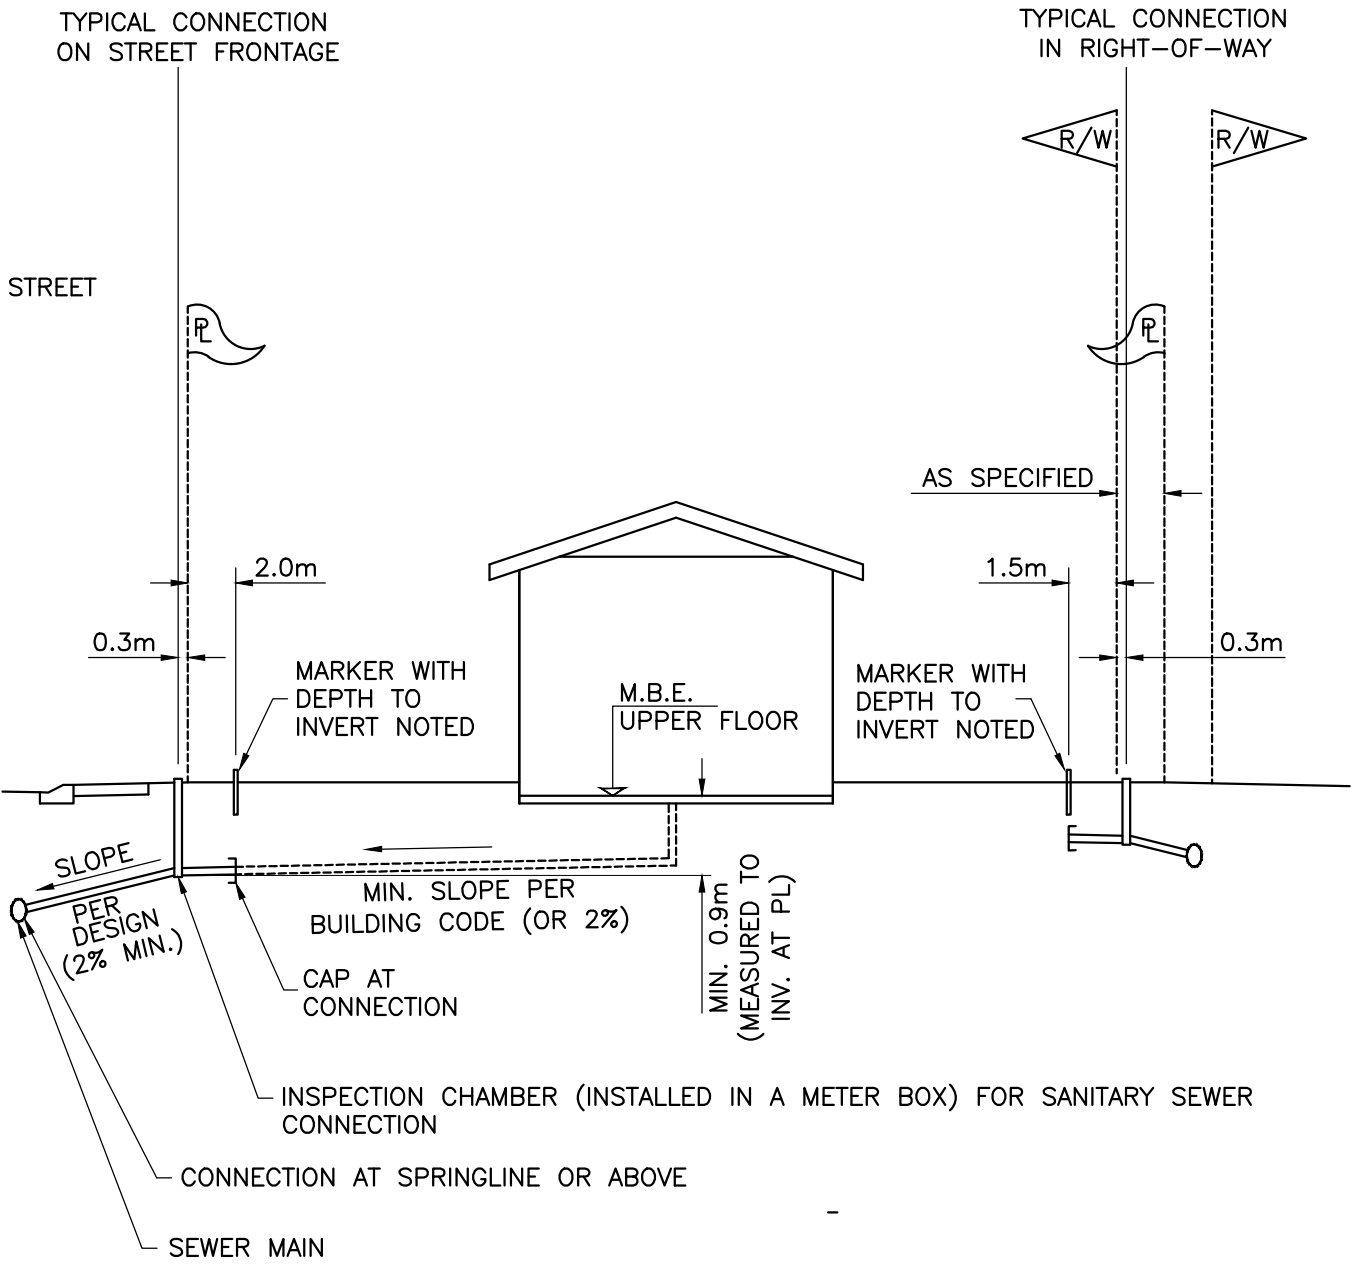 TYPICAL CONNECTION
ON STREET FRONTAGE
TYPICAL CONNECTION
IN RIGHT-OF-WAY
R/W
R/W
STREET
PL
PL
AS SPECIFIED
2.0m
1.5m
0.3m
0.3m
MARKER WITH
DEPTH TO
INVERT NOTED
M.B.E.
UPPER FLOOR
MARKER WITH
DEPTH TO
INVERT NOTED
SLOPE
PER
DESIGN
(2% MIN.)
MIN. SLOPE PER
BUILDING CODE (OR 2%)
MIN. 0.9m
(MEASURED TO
INV. AT PL)
CAP AT
CONNECTION
INSPECTION CHAMBER (INSTALLED IN A METER BOX) FOR SANITARY SEWER
CONNECTION
CONNECTION AT SPRINGLINE OR ABOVE
SEWER MAIN